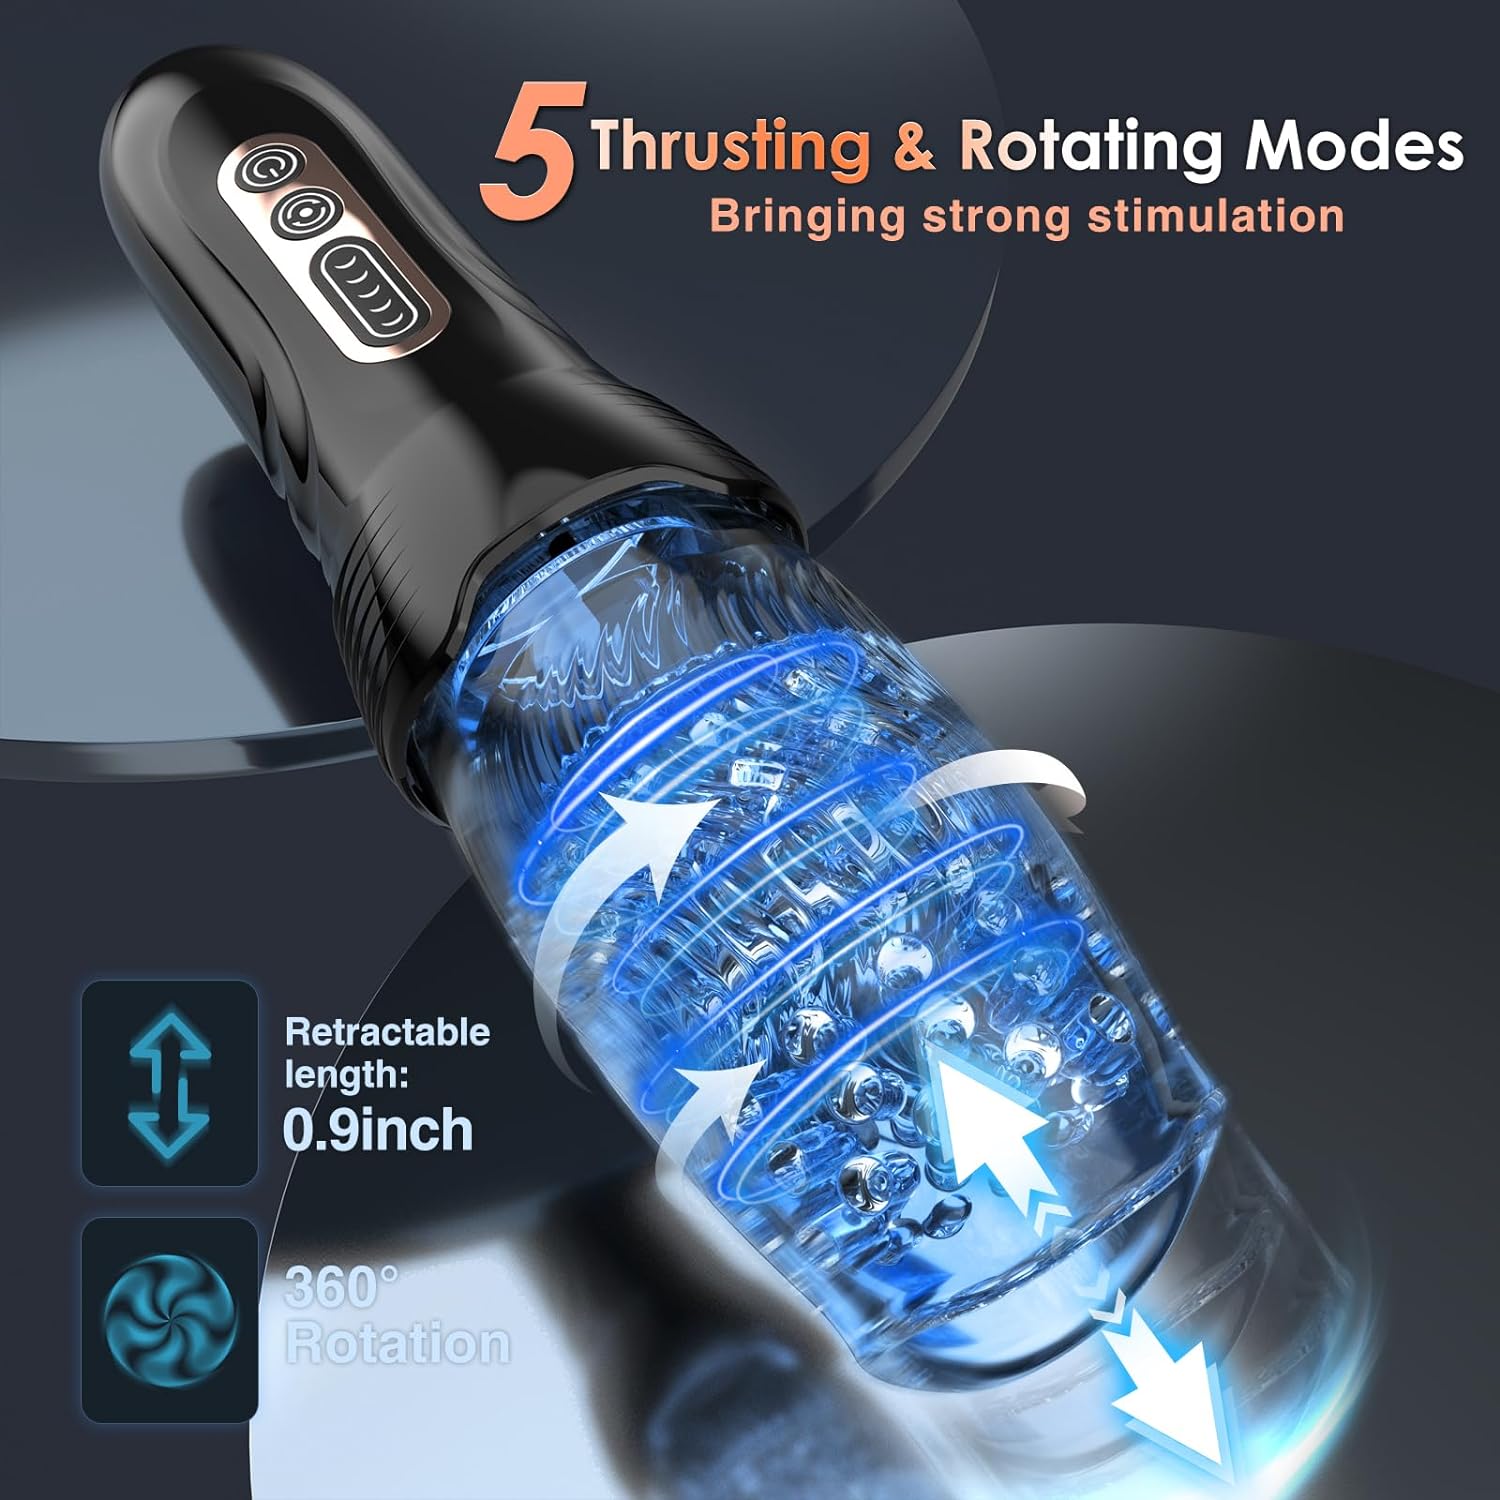 5 Thrusting & Rotating Modes
Bringing strong stimulation
Retractable
length:
0.9inch
360°
Rotation